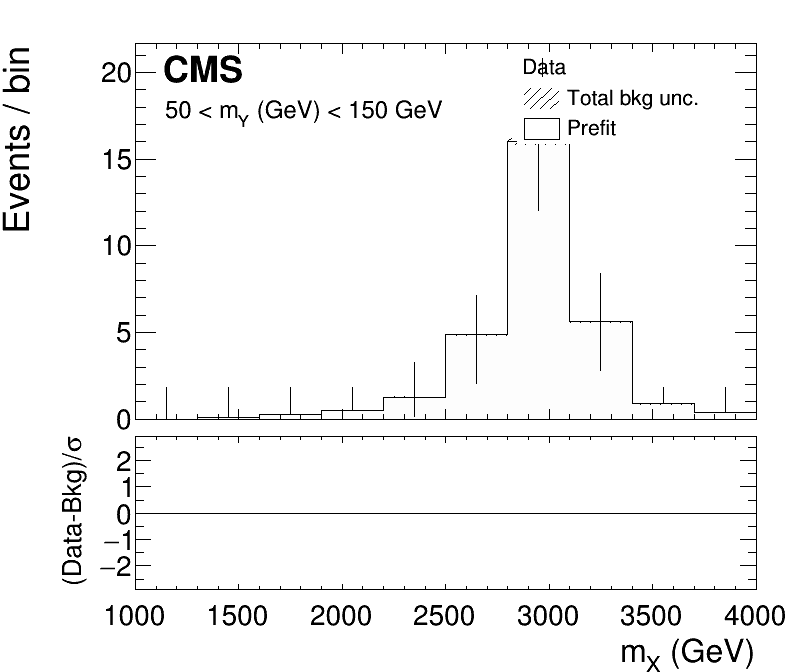 CMS
50 < mY (GeV) < 150 GeV
Data
Total bkg unc.
Prefit
Events / bin
20
15
10
5
0
(Data-Bkg)/σ
2
1
0
−1
−2
1000 1500 2000 2500 3000 3500 4000
mX (GeV)